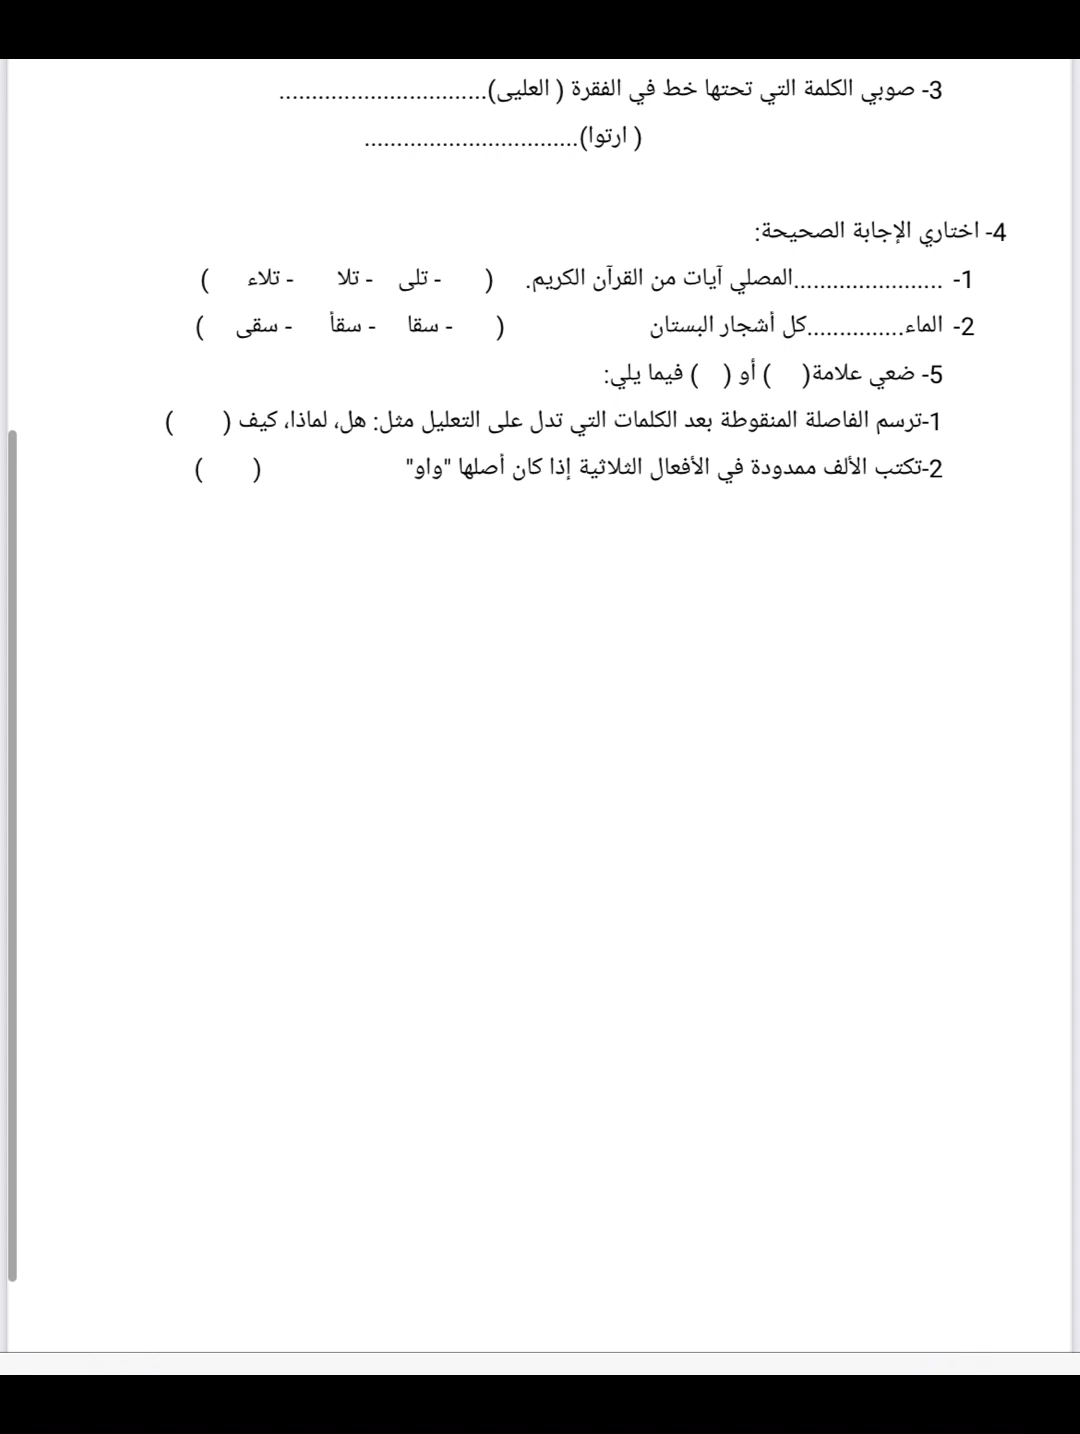 3- صوبي الكلمة التي تحتها خط في الفقرة ( العليى)...............................
( ارتوا)................................
4- اختاري الإجابة الصحيحة:
1- .......................المصلي آيات من القرآن الكريم. ( - تلى - تلا - تلاء )
2- الماء...............كل أشجار البستان ( - سقا - سقأ - سقى )
5- ضعي علامة( ) أو ( ) فيما يلي:
1-ترسم الفاصلة المنقوطة بعد الكلمات التي تدل على التعليل مثل: هل، لماذا، كيف ( )
2-تكتب الألف ممدودة في الأفعال الثلاثية إذا كان أصلها "واو" ( )